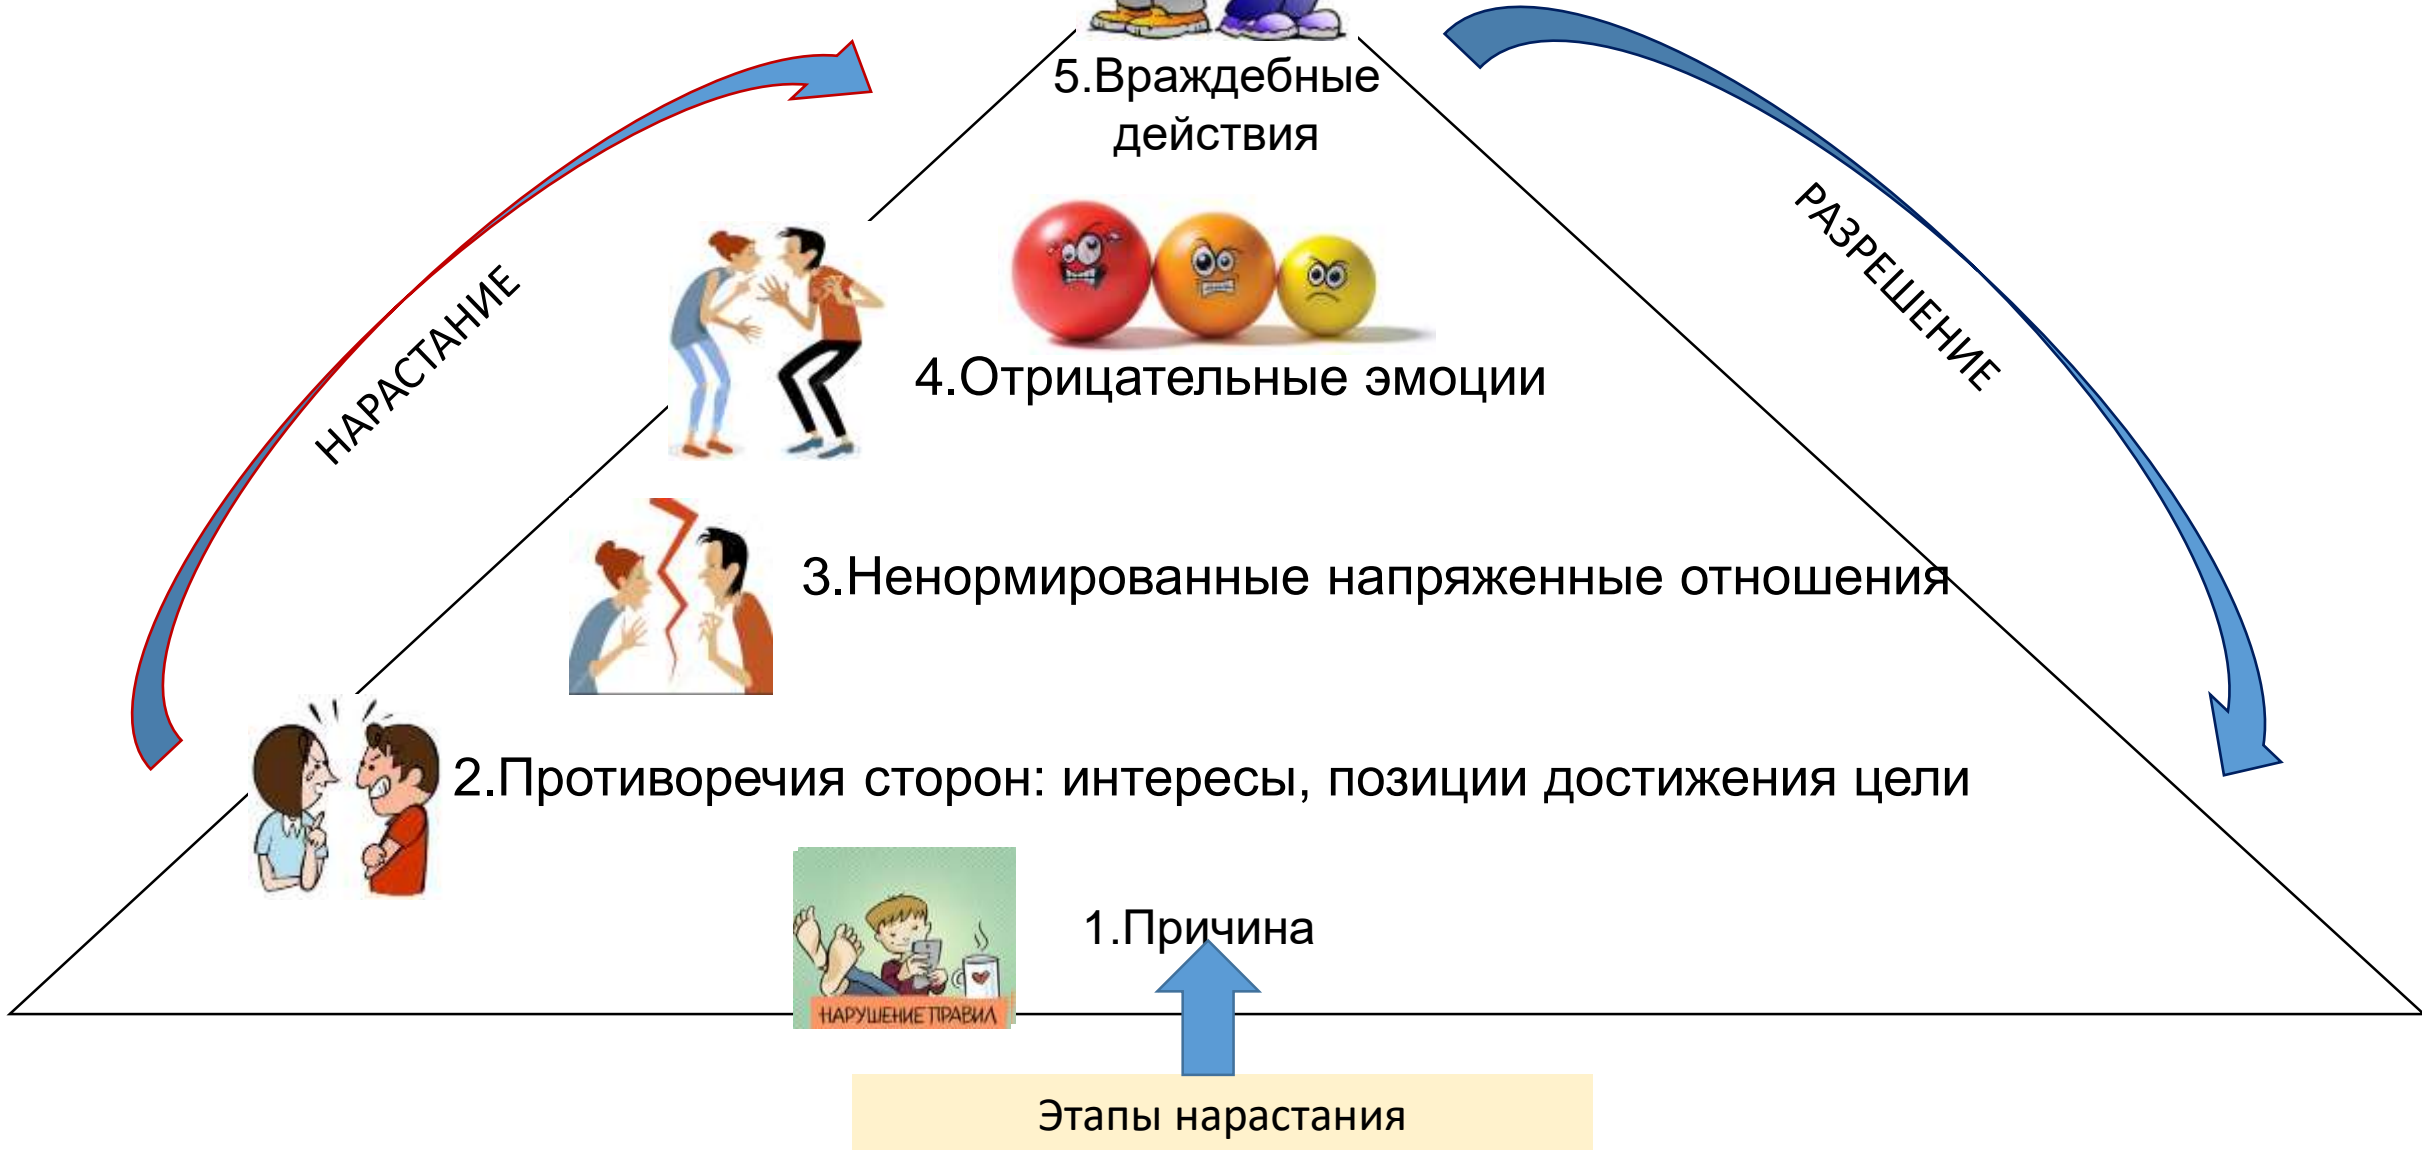 5.Враждебные
действия
НАРАСТАНИЕ
РАЗРЕШЕНИЕ
4.Отрицательные эмоции
3.Ненормированные напряженные отношения
2.Противоречия сторон: интересы, позиции достижения цели
1.Причина
НАРУШЕНИЕ ПРАВИЛ
Этапы нарастания